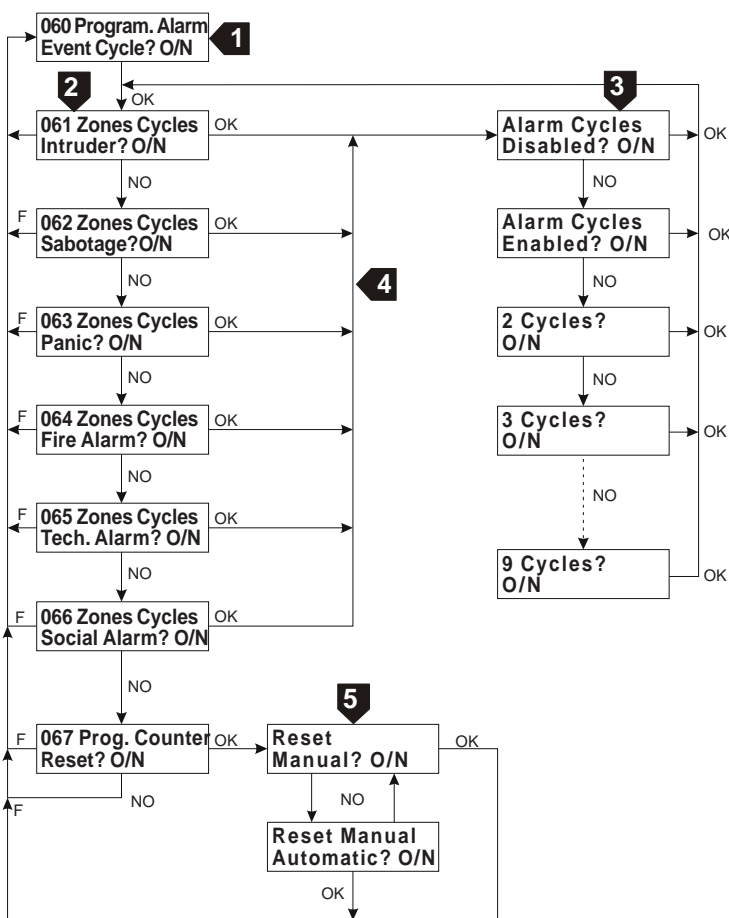 060 Program. Alarm
Event Cycle? O/N
1
OK
2
3
061 Zones Cycles
Intruder? O/N
OK
Alarm Cycles
Disabled? O/N
OK
NO
NO
F
062 Zones Cycles
Sabotage?O/N
OK
Alarm Cycles
Enabled? O/N
OK
NO
4
NO
F
063 Zones Cycles
Panic? O/N
OK
2 Cycles?
O/N
OK
NO
NO
F
064 Zones Cycles
Fire Alarm? O/N
OK
3 Cycles?
O/N
OK
NO
NO
F
065 Zones Cycles
Tech. Alarm? O/N
OK
9 Cycles?
O/N
OK
NO
F
066 Zones Cycles
Social Alarm? O/N
OK
NO
5
F
067 Prog. Counter
Reset? O/N
OK
Reset
Manual? O/N
OK
NO
F
NO
Reset Manual
Automatic? O/N
OK